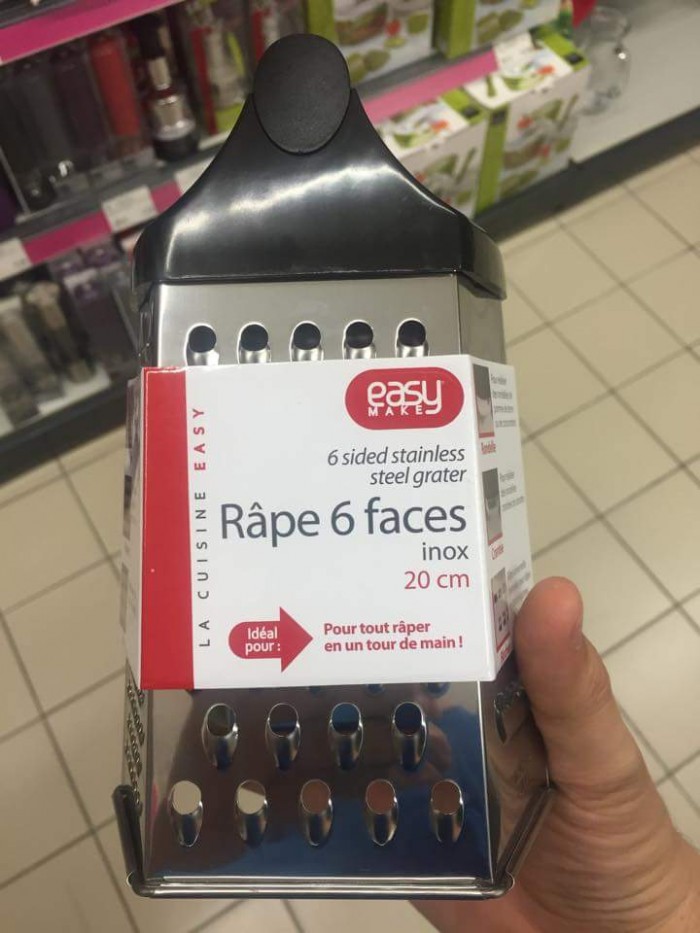 easy
MAKE
6 sided stainless
steel grater
Râpe 6 faces
inox
20 cm
LA CUISINE EASY
Idéal
pour :
Pour tout râper
en un tour de main !
Rondelle